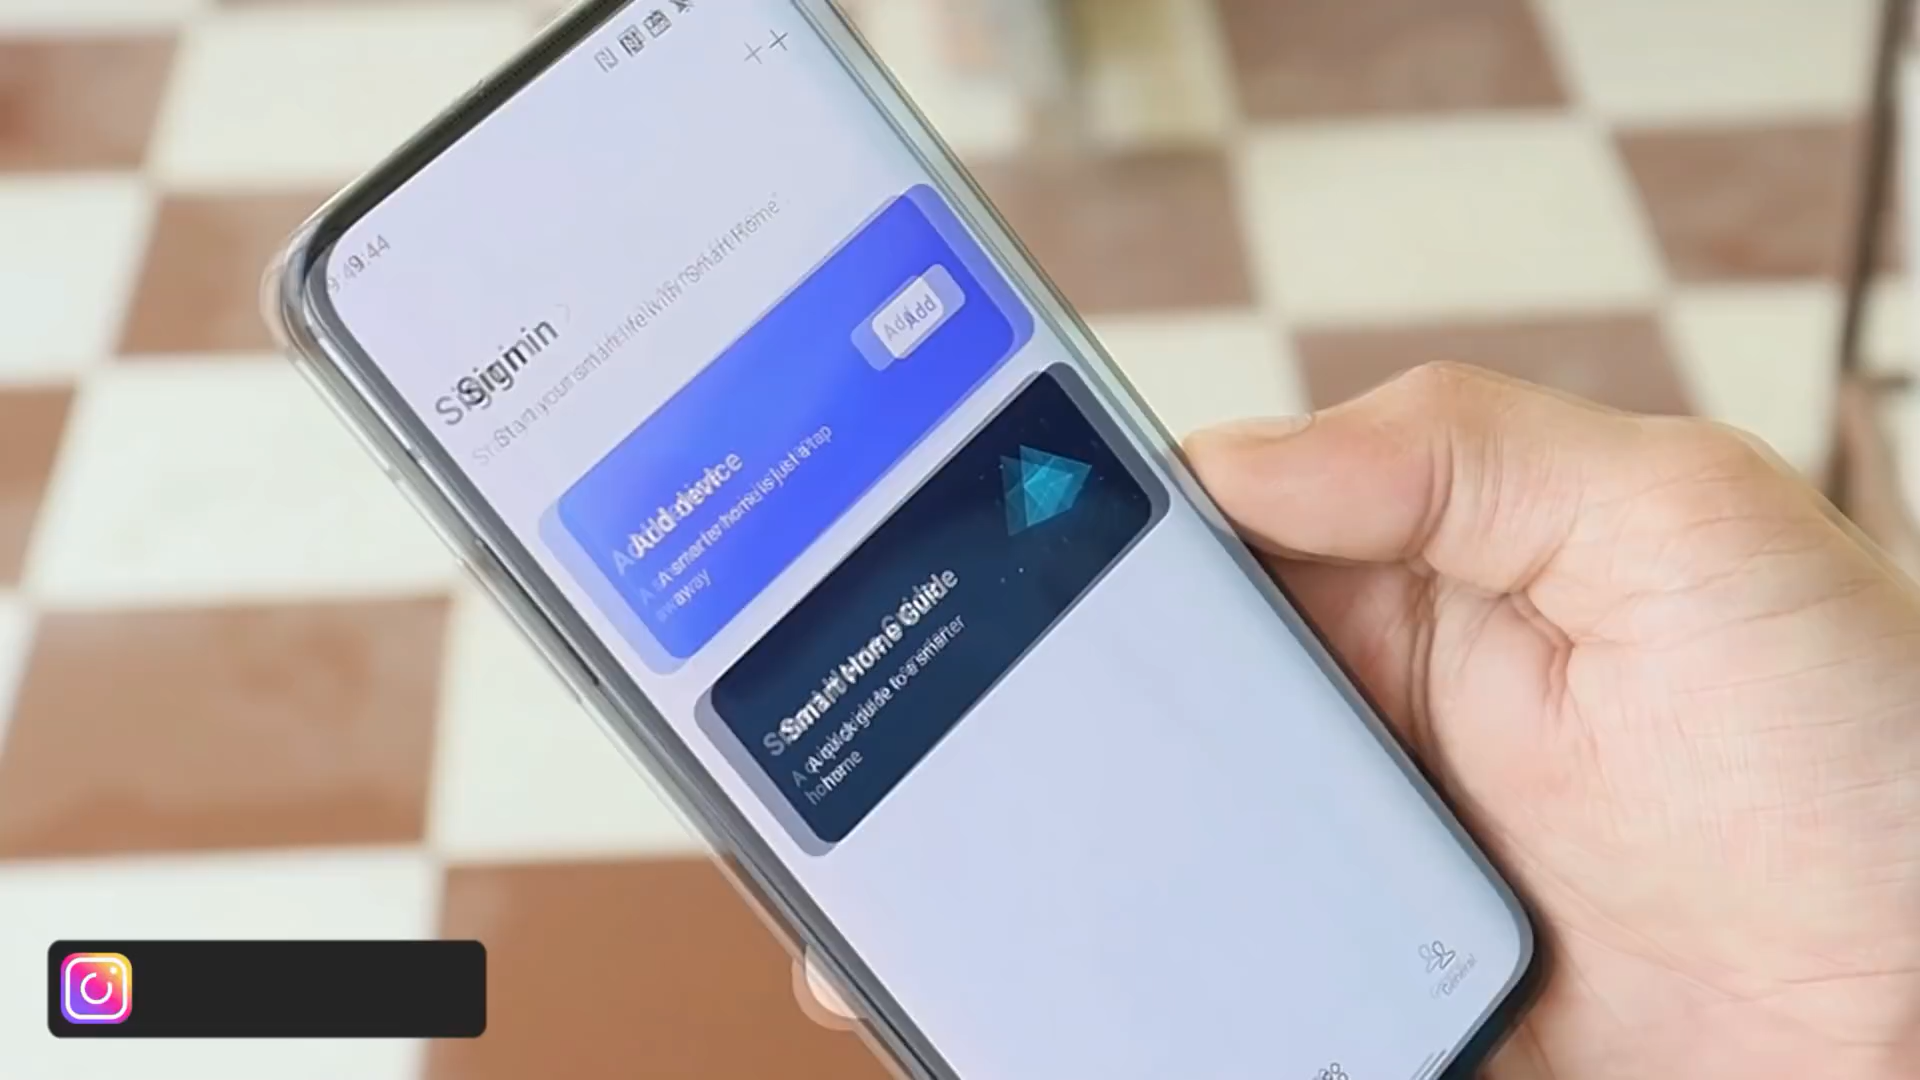 9:44
Sign in
Start your smart life with "Smart Home".
Add
Add device
A smarter home is just a tap
away
Smart Home Guide
A quick guide to a smarter
home
General